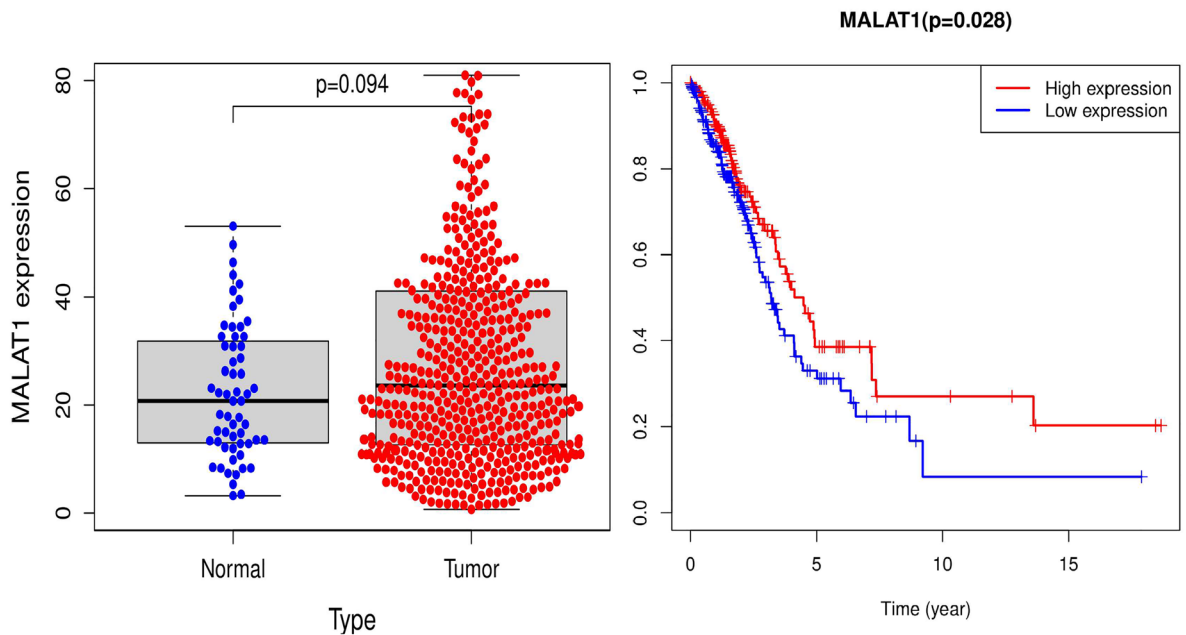 MALAT1(p=0.028)
p=0.094
MALAT1 expression
80
60
40
20
0
Normal
Tumor
Type
High expression
Low expression
1.0
0.8
0.6
0.4
0.2
0.0
0
5
10
15
Time (year)